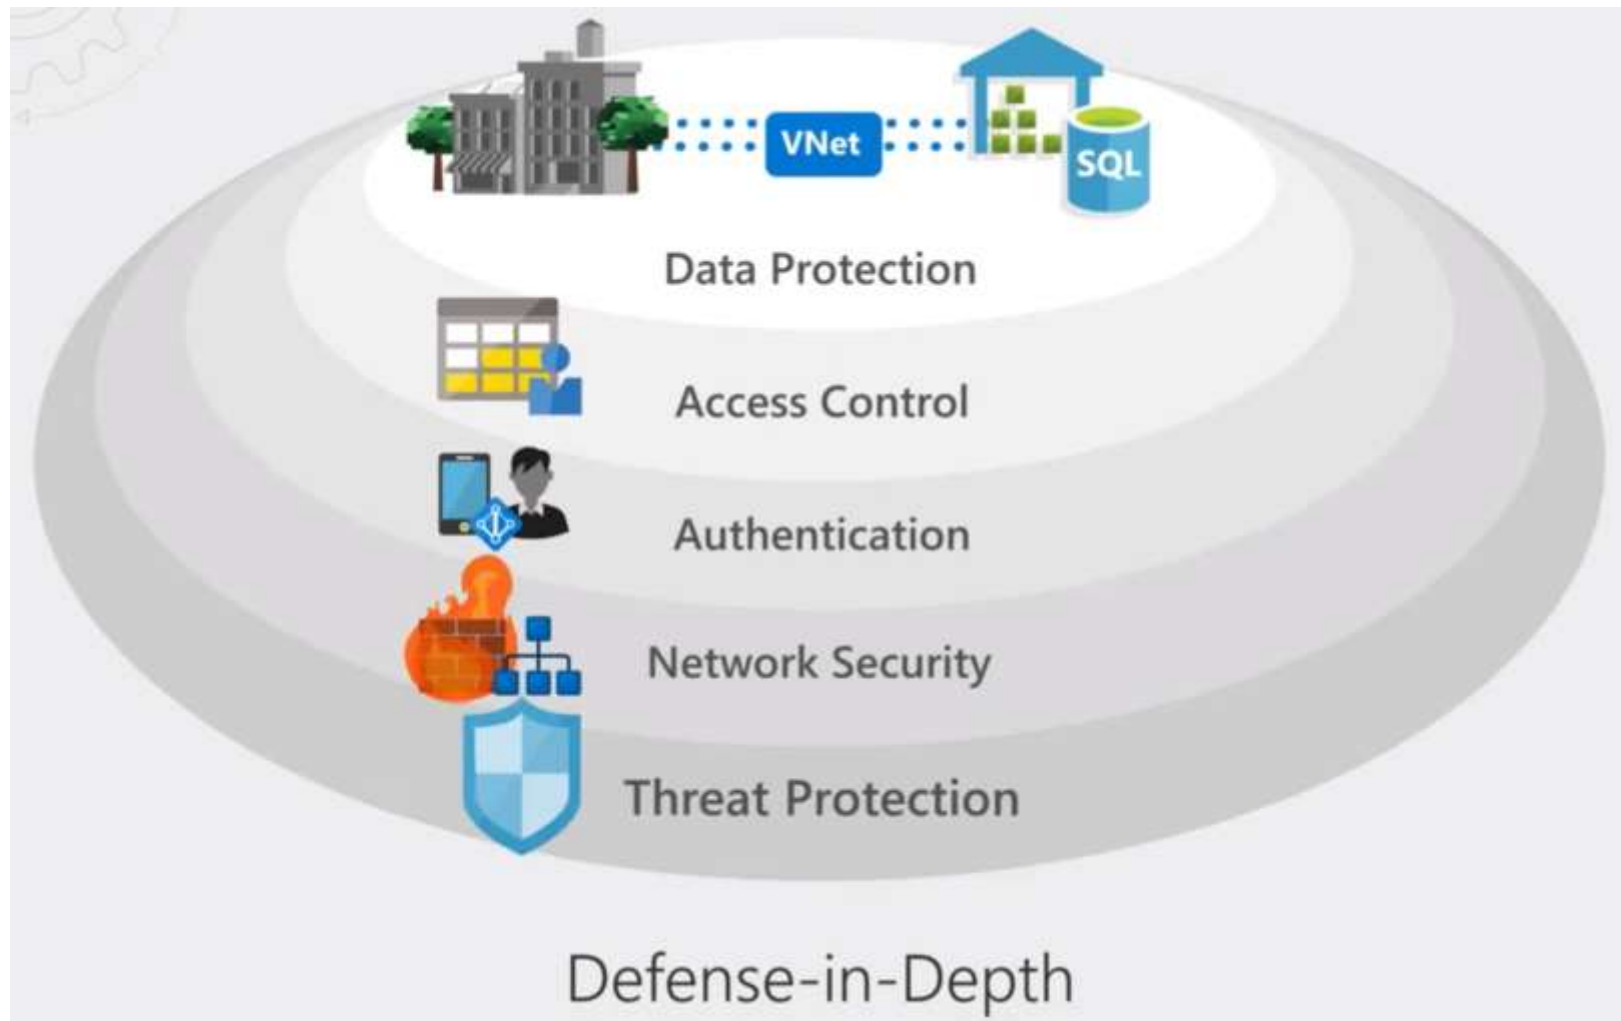 VNet
SQL
Data Protection
Access Control
Authentication
Network Security
Threat Protection
Defense-in-Depth